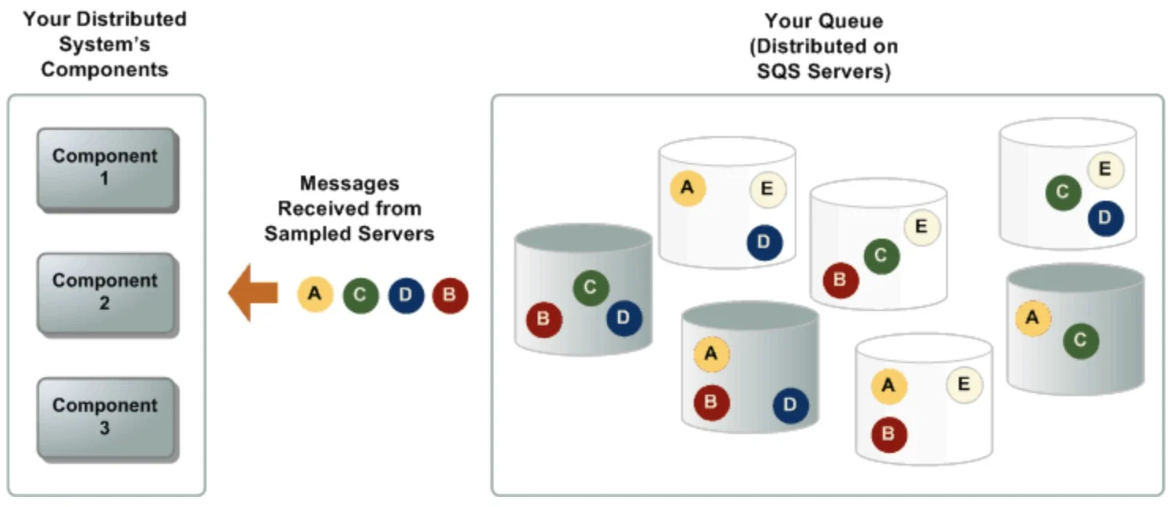 Your Distributed
System's
Components
Component
1
Component
2
Component
3
Messages
Received from
Sampled Servers
A C D B
Your Queue
(Distributed on
SQS Servers)
B C D
A E D
A B D
B C E
A B E
C E D
A C